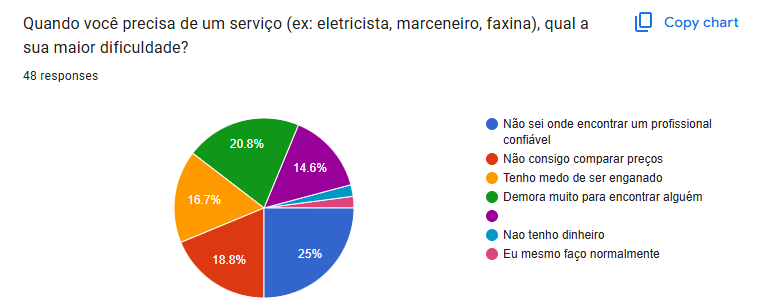 Quando você precisa de um serviço (ex: eletricista, marceneiro, faxina), qual a
sua maior dificuldade?
Copy chart
48 responses
20.8%
14.6%
16.7%
18.8%
25%
Não sei onde encontrar um profissional
confiável
Não consigo comparar preços
Tenho medo de ser enganado
Demora muito para encontrar alguém
Nao tenho dinheiro
Eu mesmo faço normalmente